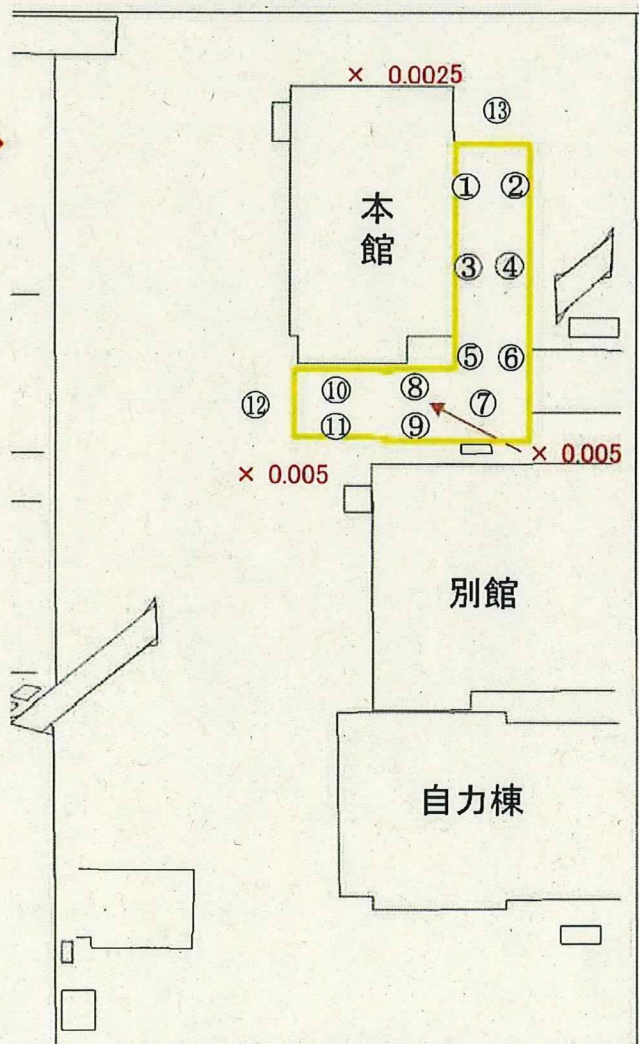 × 0.0025
⑬
① ②
本館
③ ④
⑤ ⑥
⑩ ⑧ ⑦
⑫
⑪ ⑨
× 0.005
× 0.005
別館
自力棟